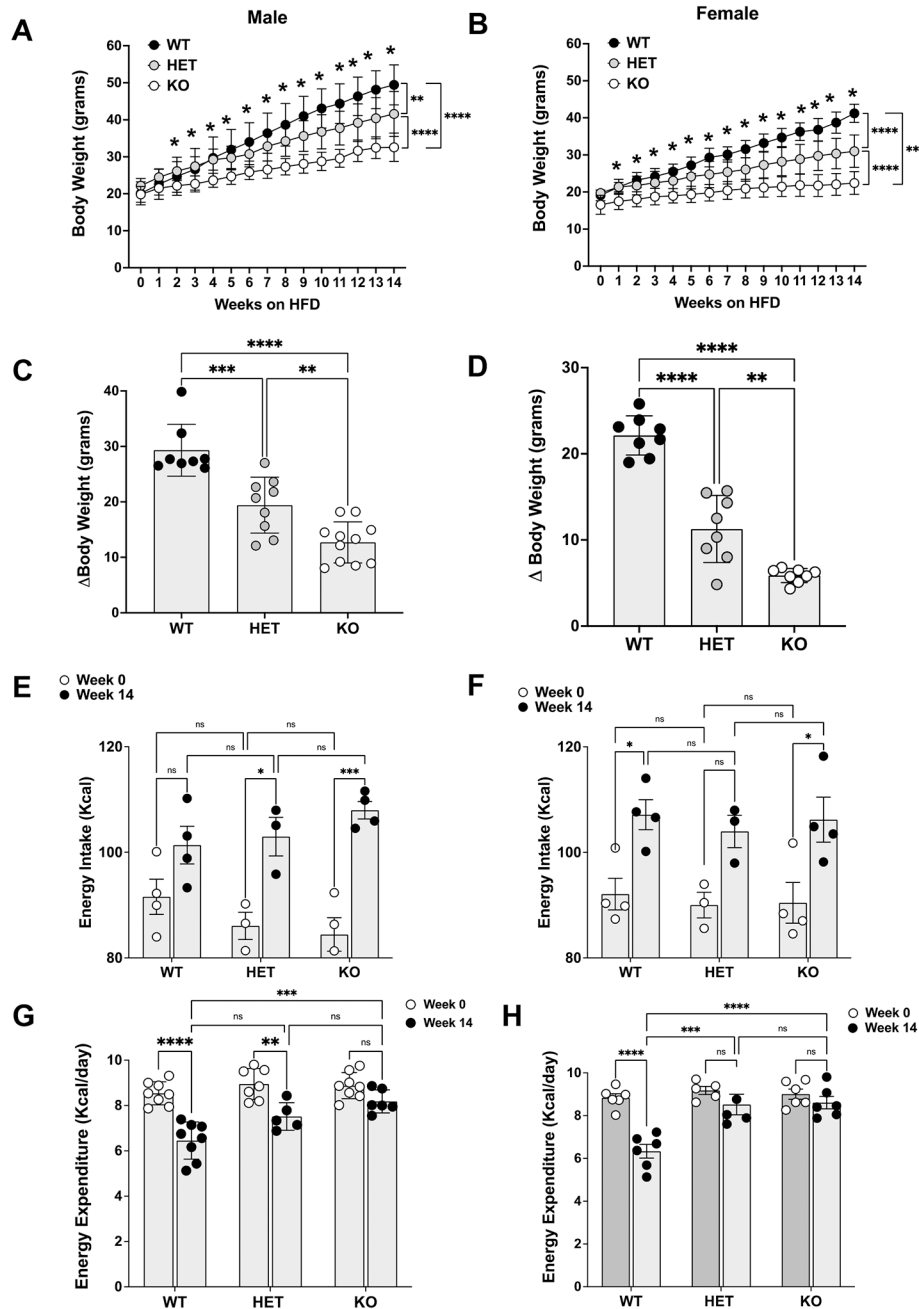 Male
A
WT
HET
KO
Body Weight (grams)
60
50
40
30
20
10
0
* * * * * * * * * * * * *
**
****
****
0 1 2 3 4 5 6 7 8 9 10 11 12 13 14
Weeks on HFD
Female
B
WT
HET
KO
Body Weight (grams)
60
50
40
30
20
10
0
* * * * * * * * * * * * * *
****
****
**
0 1 2 3 4 5 6 7 8 9 10 11 12 13 14
Weeks on HFD
C
ΔBody Weight (grams)
40
30
20
10
0
****
*** **
WT HET KO
D
Δ Body Weight (grams)
30
20
10
0
****
**** **
WT HET KO
E
Week 0
Week 14
Energy Intake (Kcal)
120
100
80
ns ns
ns ns
ns * ***
WT HET KO
F
Week 0
Week 14
Energy Intake (Kcal)
120
100
80
ns
ns
ns ns
* ns *
WT HET KO
G
Week 0
Week 14
Energy Expenditure (Kcal/day)
10
8
6
4
2
0
***
ns ns
**** ** ns
WT HET KO
H
Week 0
Week 14
Energy Expenditure (Kcal/day)
10
8
6
4
2
0
****
*** ns
**** ns ns
WT HET KO